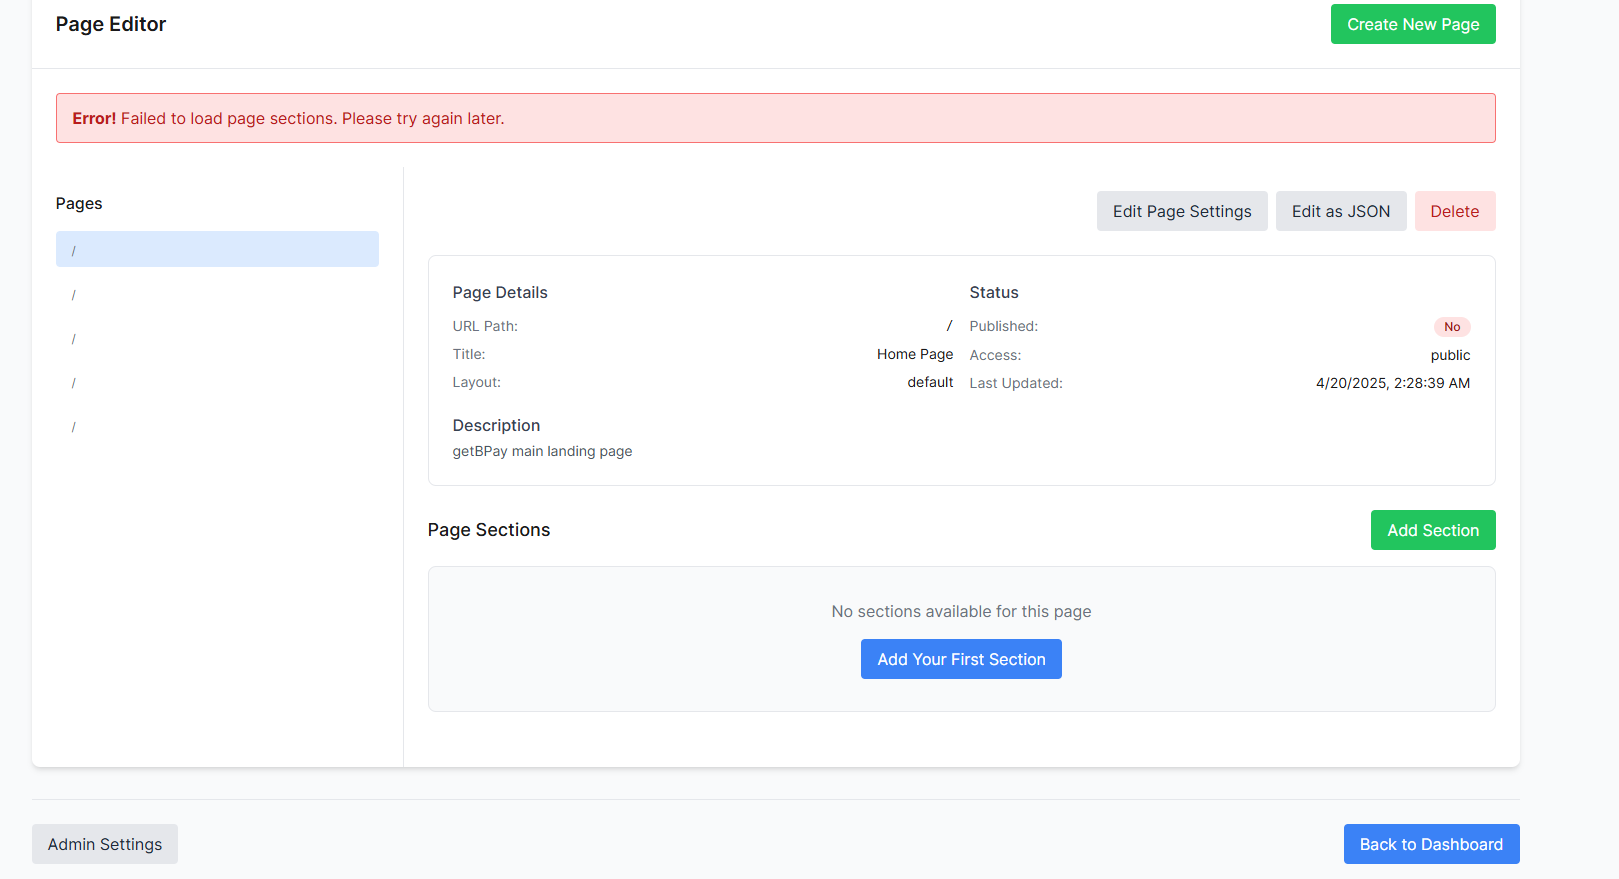 Page Editor
Create New Page
Error! Failed to load page sections. Please try again later.
Pages
/
/
/
/
/
Edit Page Settings
Edit as JSON
Delete
Page Details
URL Path: /
Title: Home Page
Layout: default
Status
Published: No
Access: public
Last Updated: 4/20/2025, 2:28:39 AM
Description
getBPay main landing page
Page Sections
Add Section
No sections available for this page
Add Your First Section
Admin Settings
Back to Dashboard